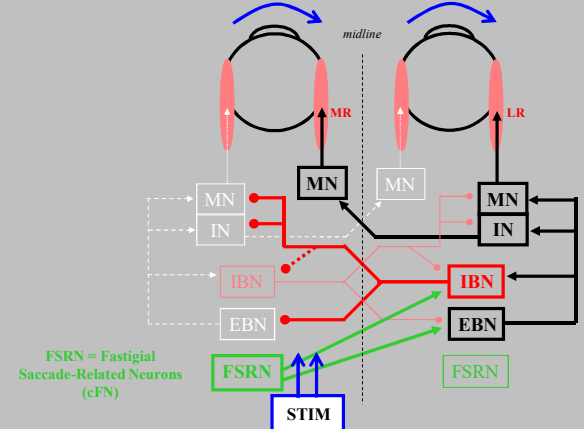 midline
MR
LR
MN
MN
MN
MN
IN
IN
IBN
IBN
EBN
EBN
FSRN = Fastigial
Saccade-Related Neurons
(cFN)
FSRN
FSRN
STIM